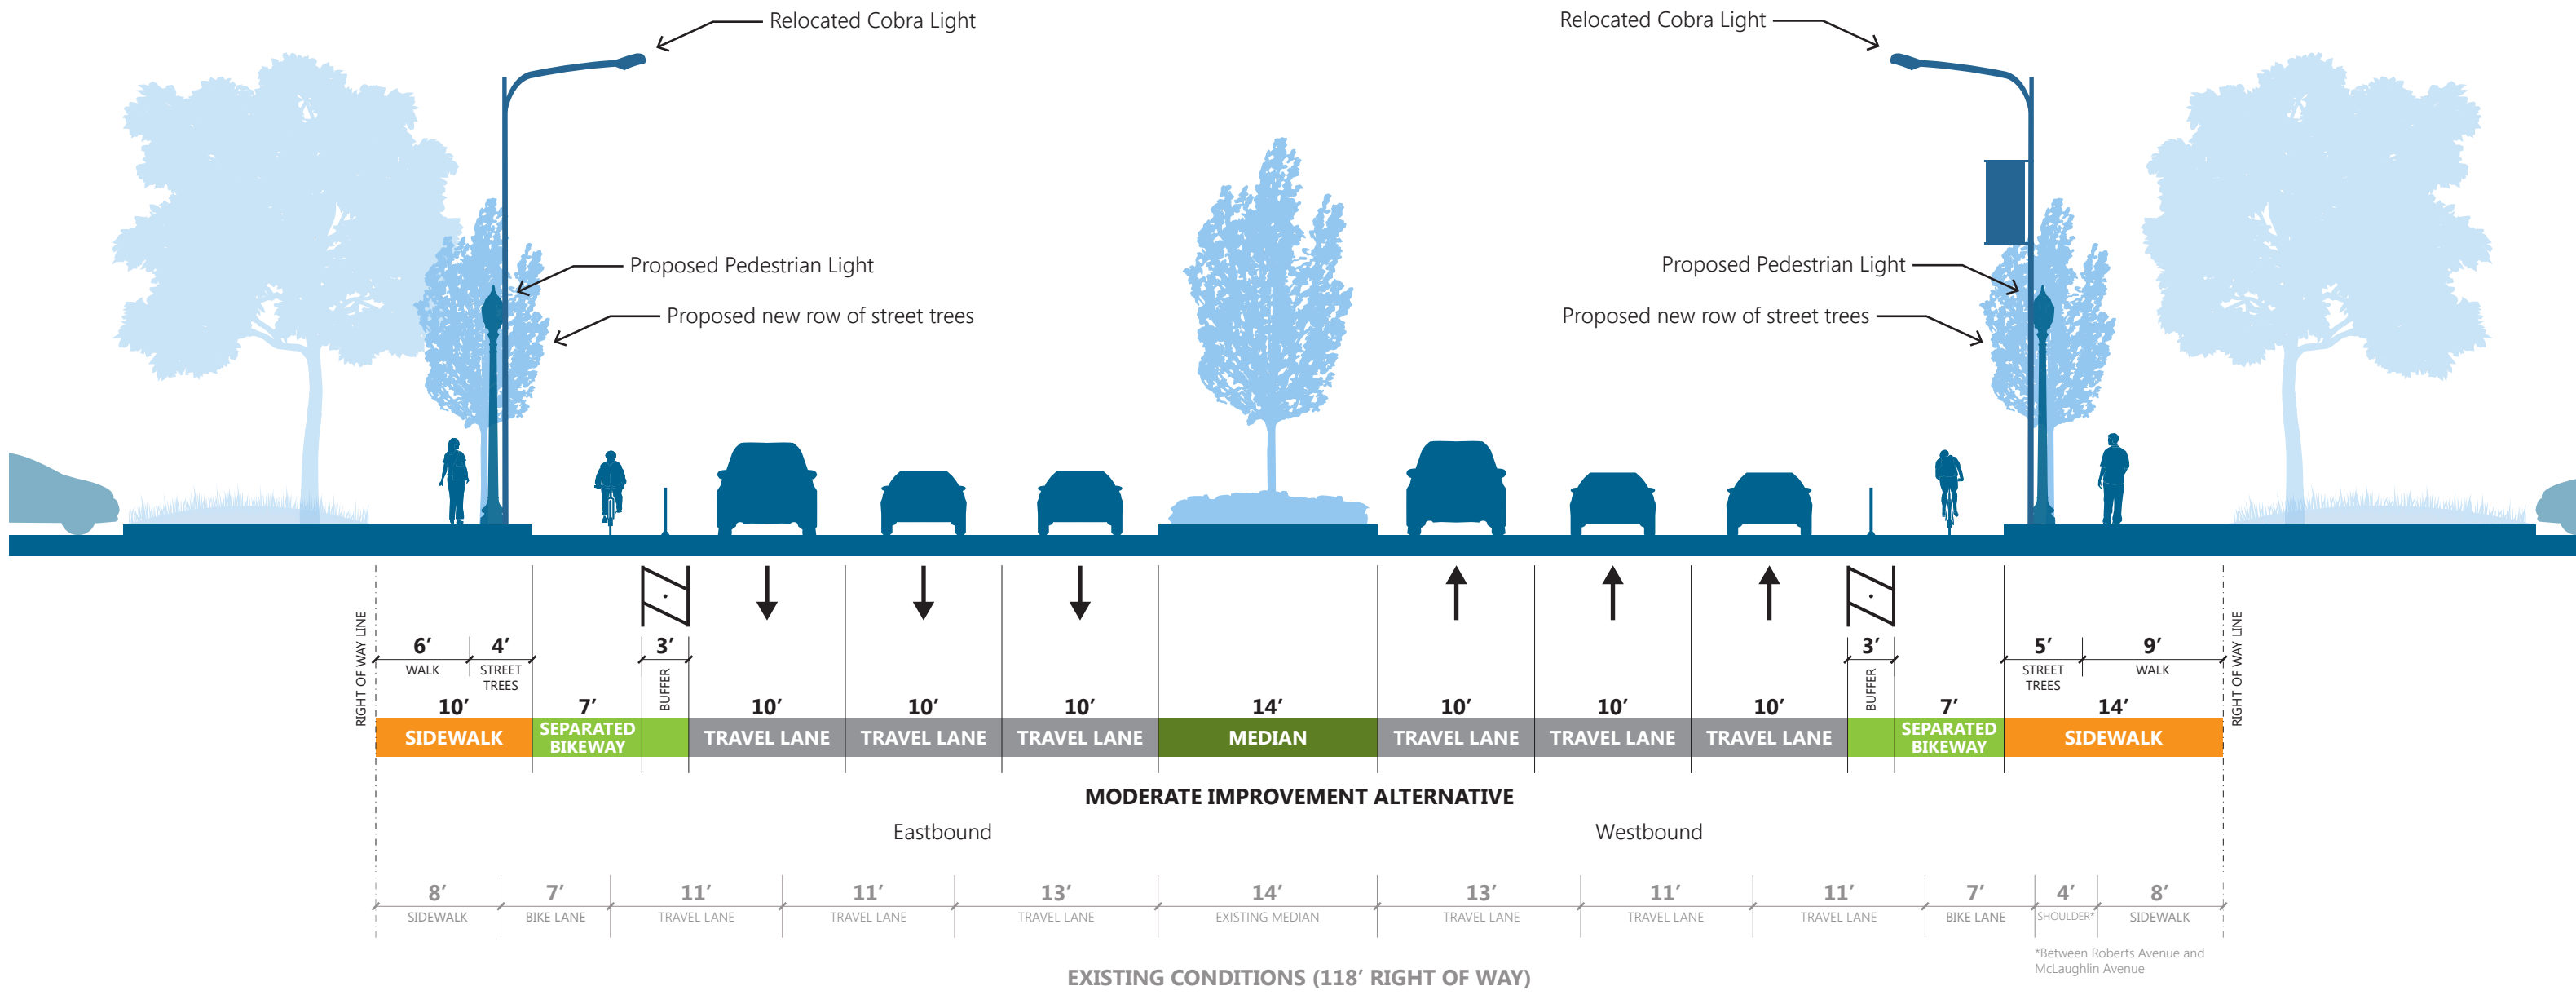 Relocated Cobra Light
Relocated Cobra Light
Proposed Pedestrian Light
Proposed Pedestrian Light
Proposed new row of street trees
Proposed new row of street trees
RIGHT OF WAY LINE
6’
WALK
4’
STREET
TREES
3’
BUFFER
3’
BUFFER
5’
STREET
TREES
9’
WALK
RIGHT OF WAY LINE
10’
7’
10’
10’
10’
14’
10’
10’
10’
7’
14’
SIDEWALK
SEPARATED
BIKEWAY
TRAVEL LANE
TRAVEL LANE
TRAVEL LANE
MEDIAN
TRAVEL LANE
TRAVEL LANE
TRAVEL LANE
SEPARATED
BIKEWAY
SIDEWALK
MODERATE IMPROVEMENT ALTERNATIVE
Eastbound
Westbound
8’
SIDEWALK
7’
BIKE LANE
11’
TRAVEL LANE
11’
TRAVEL LANE
13’
TRAVEL LANE
14’
EXISTING MEDIAN
13’
TRAVEL LANE
11’
TRAVEL LANE
11’
TRAVEL LANE
7’
BIKE LANE
4’
SHOULDER*
8’
SIDEWALK
*Between Roberts Avenue and
McLaughlin Avenue
EXISTING CONDITIONS (118’ RIGHT OF WAY)